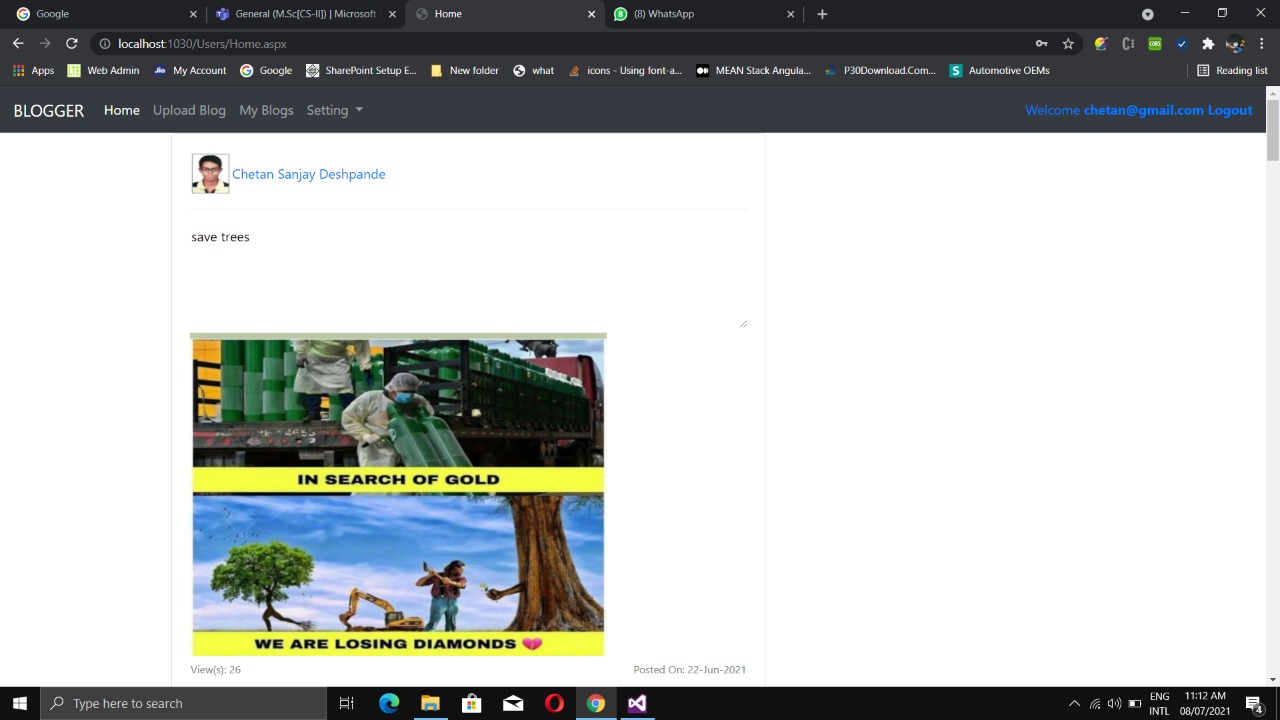 Google
General (M.Sc[CS-II]) | Microsoft
Home
(8) WhatsApp
localhost:1030/Users/Home.aspx
Apps
Web Admin
My Account
Google
SharePoint Setup E...
New folder
what
icons - Using font-a...
MEAN Stack Angula...
P30Download.Com...
Automotive OEMs
Reading list
BLOGGER
Home
Upload Blog
My Blogs
Setting
Welcome chetan@gmail.com Logout
Chetan Sanjay Deshpande
save trees
IN SEARCH OF GOLD
WE ARE LOSING DIAMONDS 💔
View(s): 26
Posted On: 22-Jun-2021
Type here to search
ENG
INTL
11:12 AM
08/07/2021
4